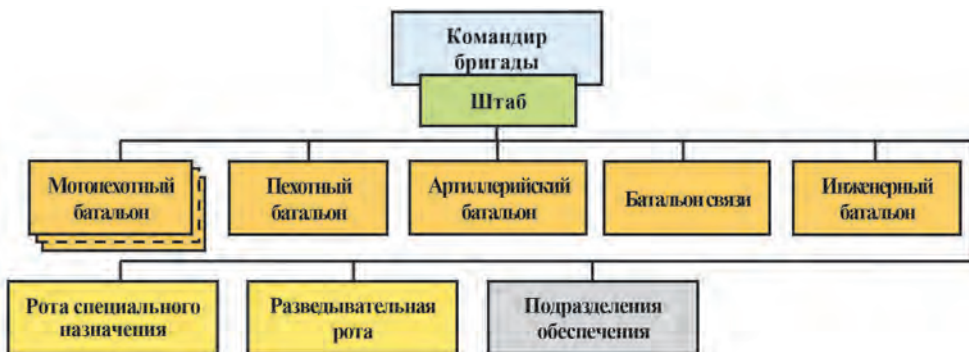 Командир
бригады
Штаб
Мотопехотный
батальон
Пехотный
батальон
Артиллерийский
батальон
Батальон связи
Инженерный
батальон
Рота специального
назначения
Разведывательная
рота
Подразделения
обеспечения